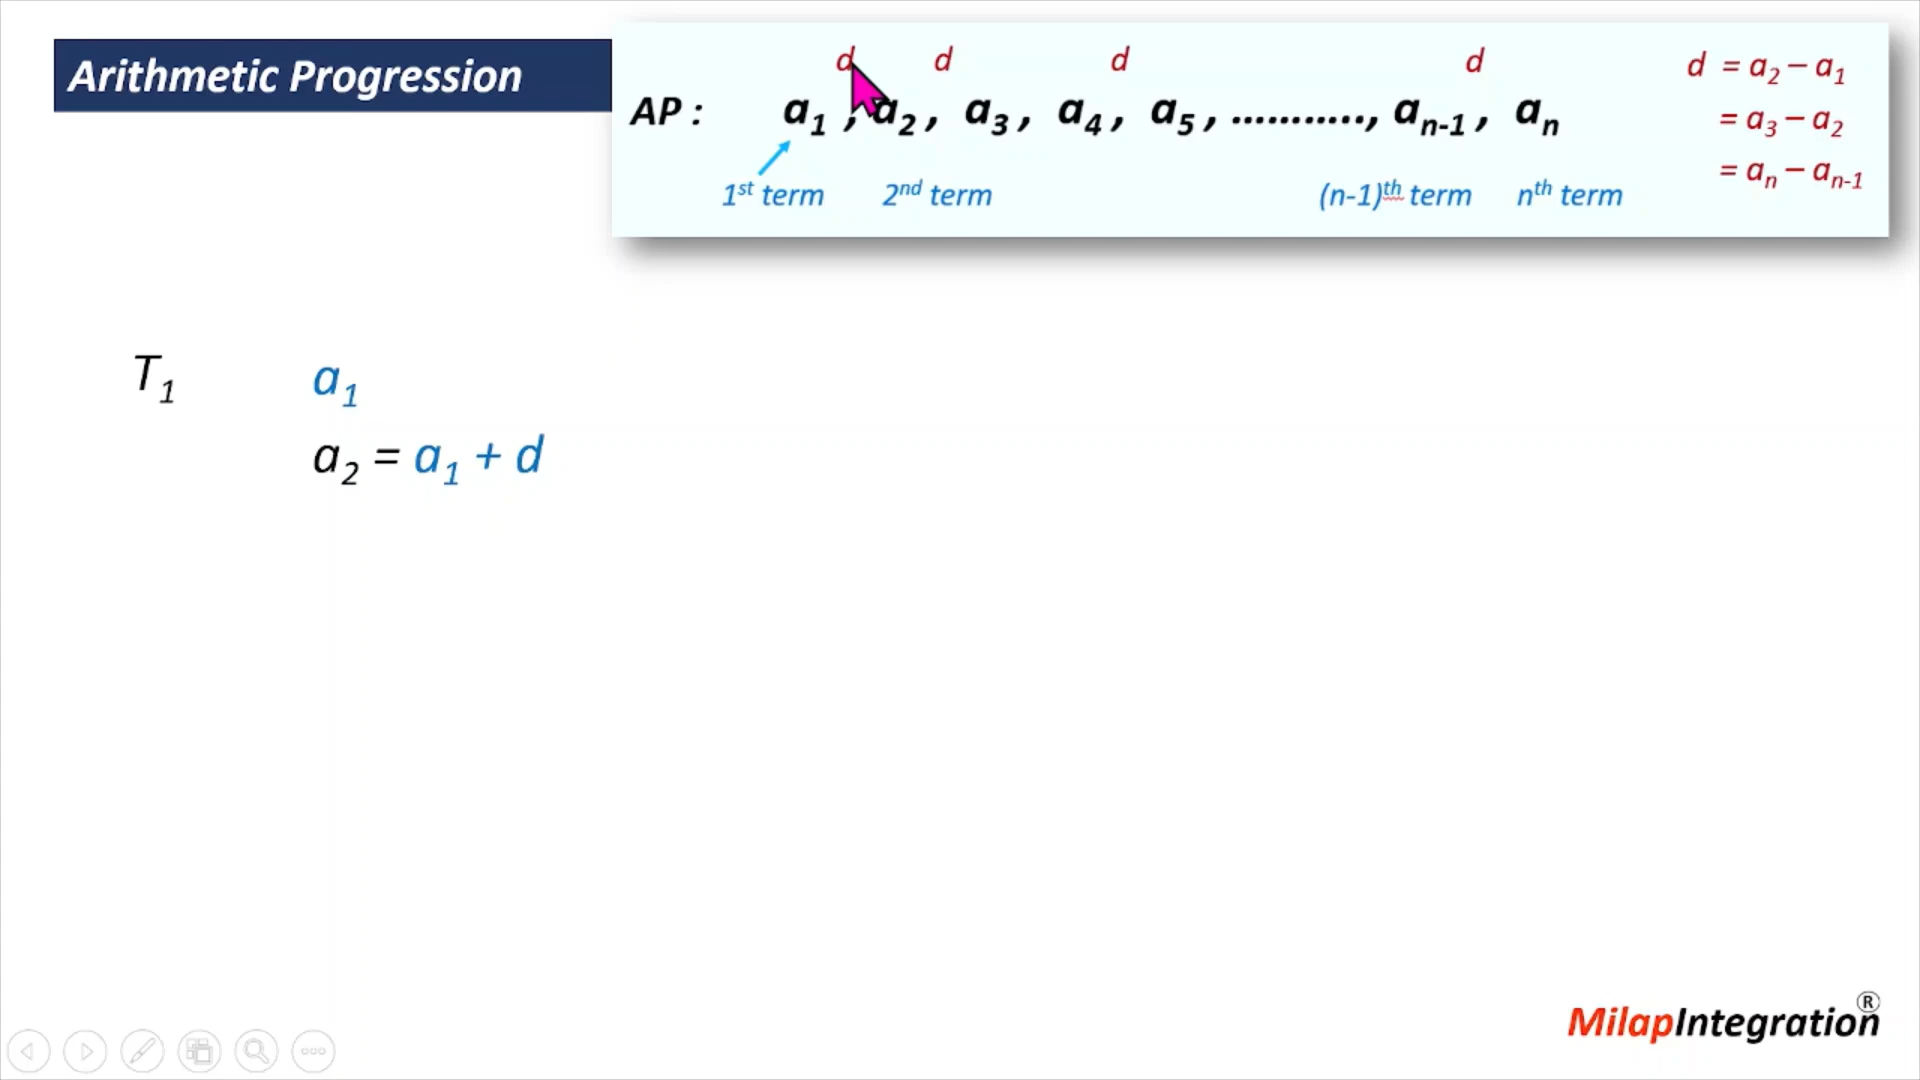 Arithmetic Progression
d d d d
AP : a₁ , a₂ , a₃ , a₄ , a₅ , ..........., aₙ₋₁ , aₙ
1ˢᵗ term 2ⁿᵈ term (n-1)ᵗʰ term nᵗʰ term
d = a₂ – a₁
= a₃ – a₂
= aₙ – aₙ₋₁
T₁ a₁
a₂ = a₁ + d
MilapIntegration®